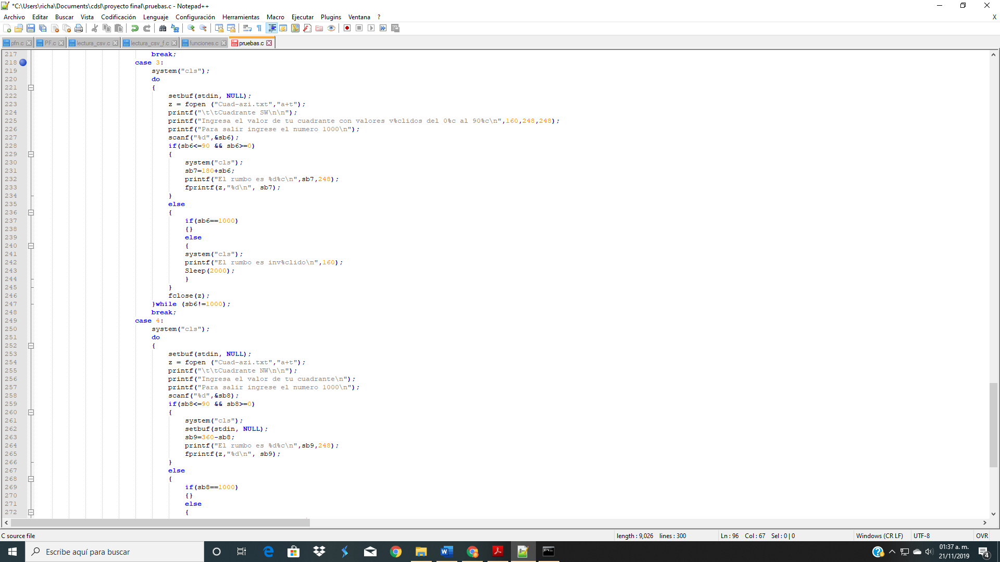 *C:\Users\richa\Documents\cdsl\proyecto final\pruebas.c - Notepad++
Archivo Editar Buscar Vista Codificación Lenguaje Configuración Herramientas Macro Ejecutar Plugins Ventana ? X
pfn.c PF.c lectura_csv.c lectura_csv_f.c funciones.c pruebas.c
217 break;
218 case 3:
219 system("cls");
220 do
221 {
222 setbuf(stdin, NULL);
223 z = fopen ("Cuad-azi.txt","a+t");
224 printf("\t\tCuadrante SW\n\n");
225 printf("Ingresa el valor de tu cuadrante con valores v%clidos del 0%c al 90%c\n",160,248,248);
226 printf("Para salir ingrese el numero 1000\n");
227 scanf("%d",&sb6);
228 if(sb6<=90 && sb6>=0)
229 {
230 system("cls");
231 sb7=180+sb6;
232 printf("El rumbo es %d%c\n",sb7,248);
233 fprintf(z,"%d\n", sb7);
234 }
235 else
236 {
237 if(sb6==1000)
238 {}
239 else
240 {
241 system("cls");
242 printf("El rumbo es inv%clido\n",160);
243 Sleep(2000);
244 }
245 }
246 fclose(z);
247 }while (sb6!=1000);
248 break;
249 case 4:
250 system("cls");
251 do
252 {
253 setbuf(stdin, NULL);
254 z = fopen ("Cuad-azi.txt","a+t");
255 printf("\t\tCuadrante NW\n\n");
256 printf("Ingresa el valor de tu cuadrante\n");
257 printf("Para salir ingrese el numero 1000\n");
258 scanf("%d",&sb8);
259 if(sb8<=90 && sb8>=0)
260 {
261 system("cls");
262 setbuf(stdin, NULL);
263 sb9=360-sb8;
264 printf("El rumbo es %d%c\n",sb9,248);
265 fprintf(z,"%d\n", sb9);
266 }
267 else
268 {
269 if(sb8==1000)
270 {}
271 else
272 {
C source file length : 9,026 lines : 300 Ln : 96 Col : 67 Sel : 0 | 0 Windows (CR LF) UTF-8 OVR
Escribe aquí para buscar
01:37 a. m.
21/11/2019
4